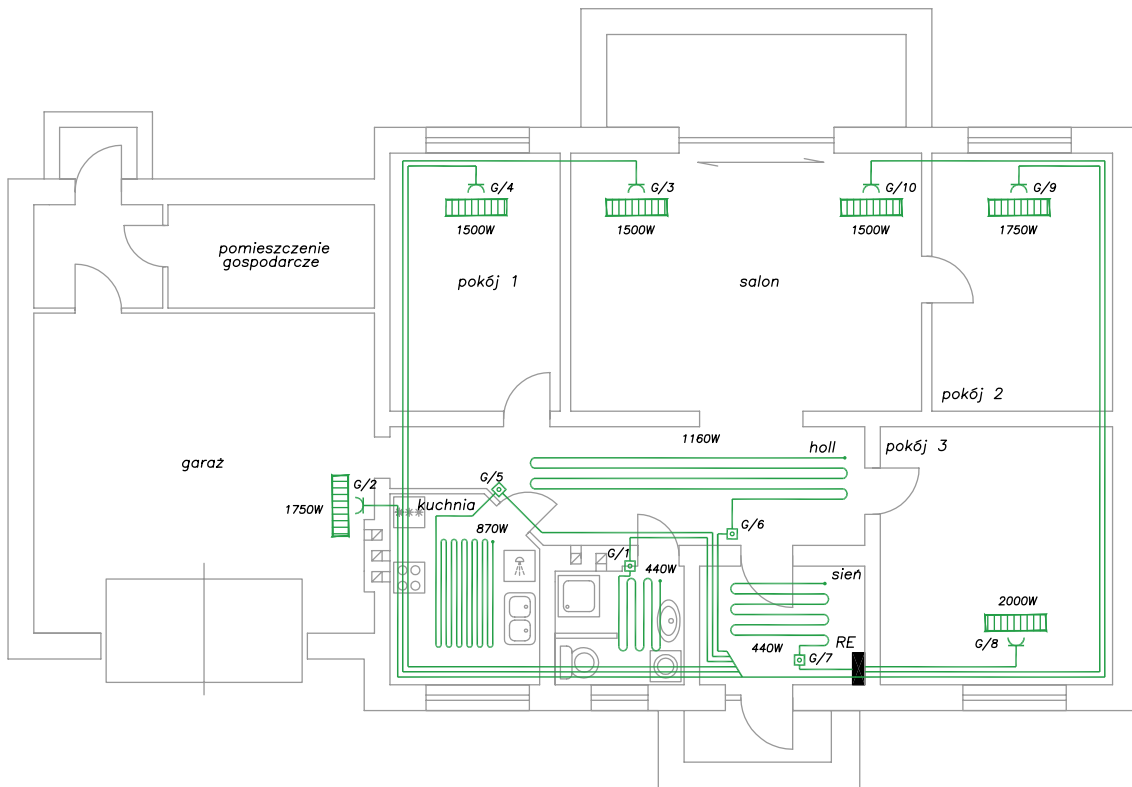 G/4
G/3
G/10
G/9
1500W
1500W
1500W
1750W
pomieszczenie
gospodarcze
pokój 1
salon
pokój 2
1160W
holl
pokój 3
garaż
G/5
G/2
kuchnia
1750W
870W
G/6
G/1
440W
sień
2000W
RE
G/8
440W
G/7